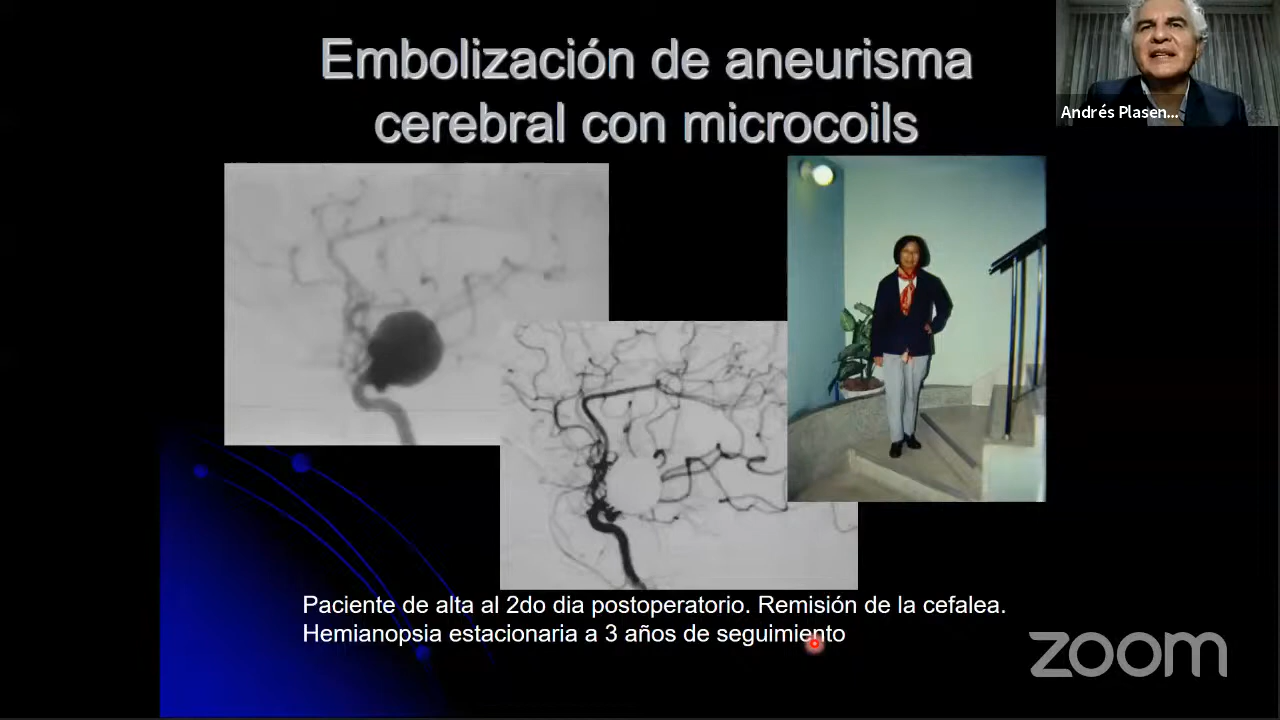 Embolización de aneurisma
cerebral con microcoils
Andrés Plasen...
Paciente de alta al 2do dia postoperatorio. Remisión de la cefalea.
Hemianopsia estacionaria a 3 años de seguimiento
zoom